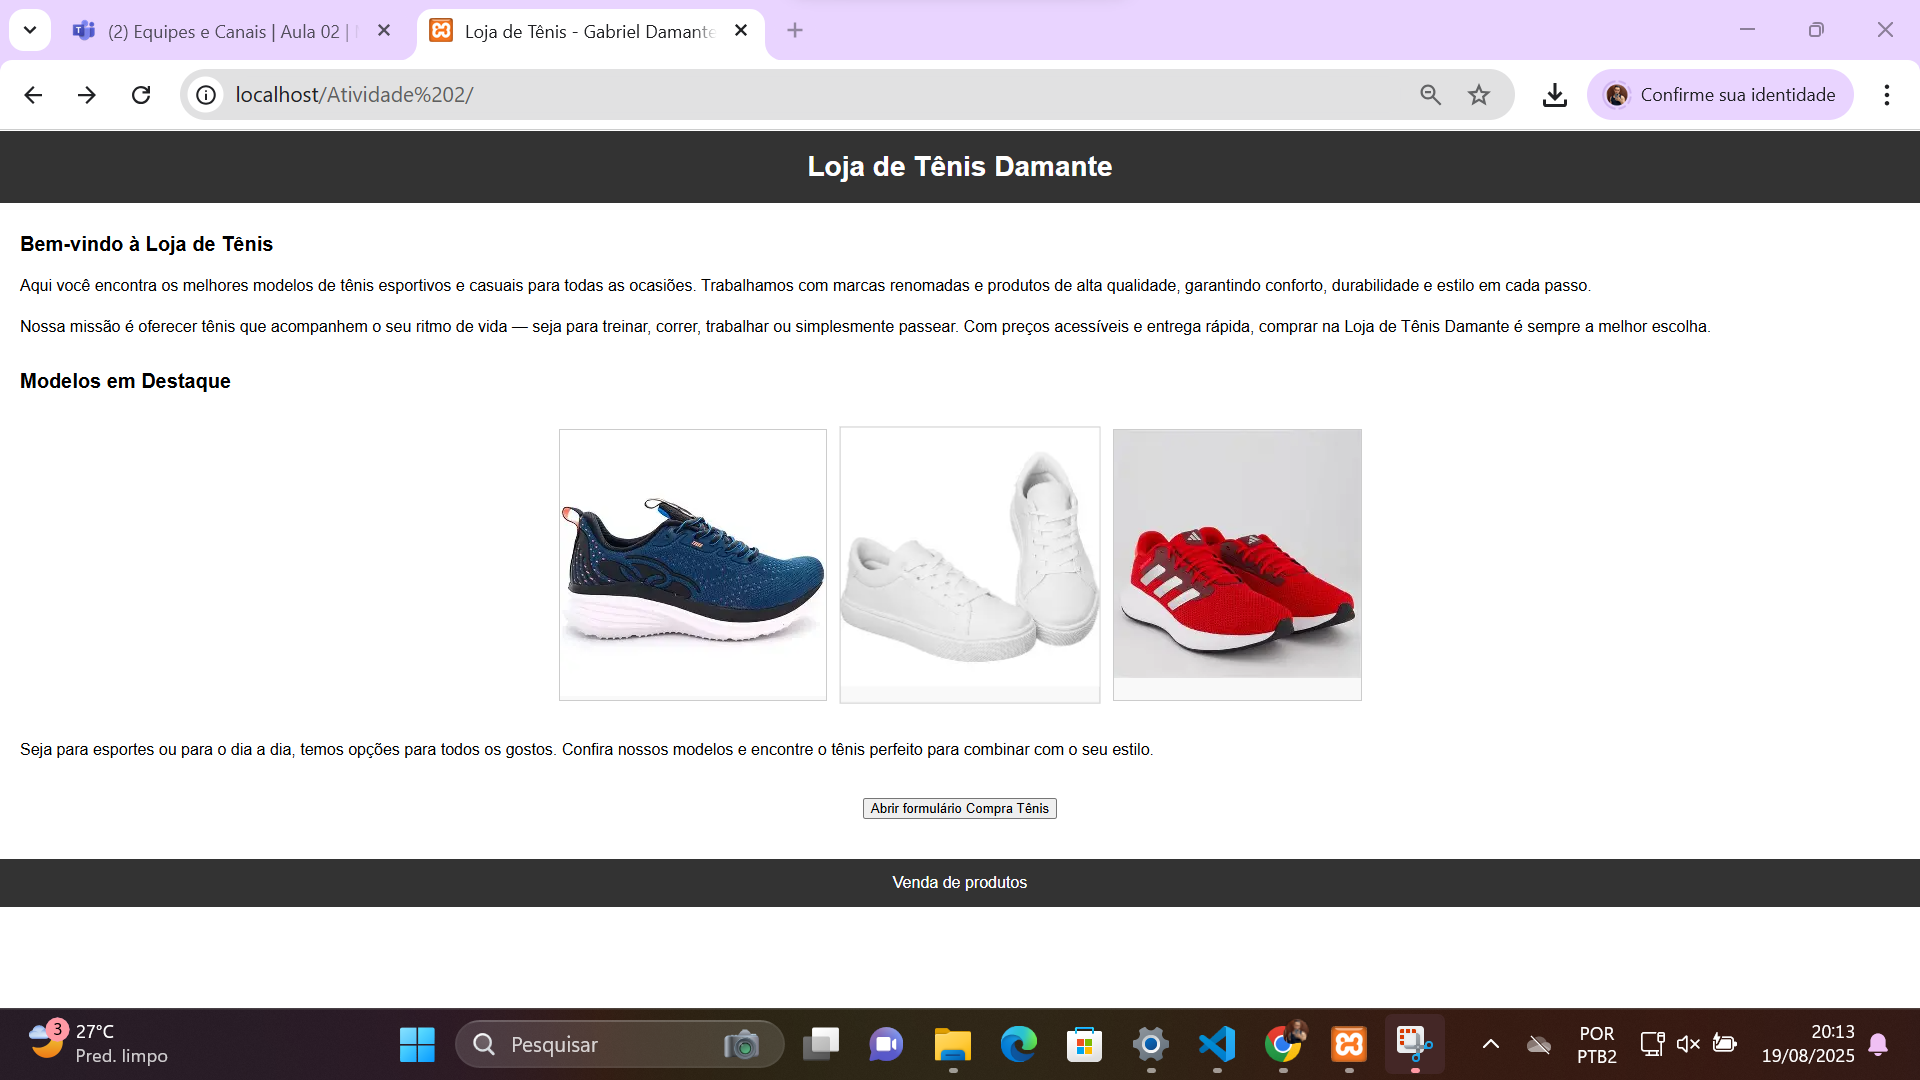 (2) Equipes e Canais | Aula 02 |
Loja de Tênis - Gabriel Damante
localhost/Atividade%202/
Confirme sua identidade
Loja de Tênis Damante
Bem-vindo à Loja de Tênis
Aqui você encontra os melhores modelos de tênis esportivos e casuais para todas as ocasiões. Trabalhamos com marcas renomadas e produtos de alta qualidade, garantindo conforto, durabilidade e estilo em cada passo.
Nossa missão é oferecer tênis que acompanhem o seu ritmo de vida — seja para treinar, correr, trabalhar ou simplesmente passear. Com preços acessíveis e entrega rápida, comprar na Loja de Tênis Damante é sempre a melhor escolha.
Modelos em Destaque
Seja para esportes ou para o dia a dia, temos opções para todos os gostos. Confira nossos modelos e encontre o tênis perfeito para combinar com o seu estilo.
Abrir formulário Compra Tênis
Venda de produtos
3
27°C
Pred. limpo
Pesquisar
POR
PTB2
20:13
19/08/2025